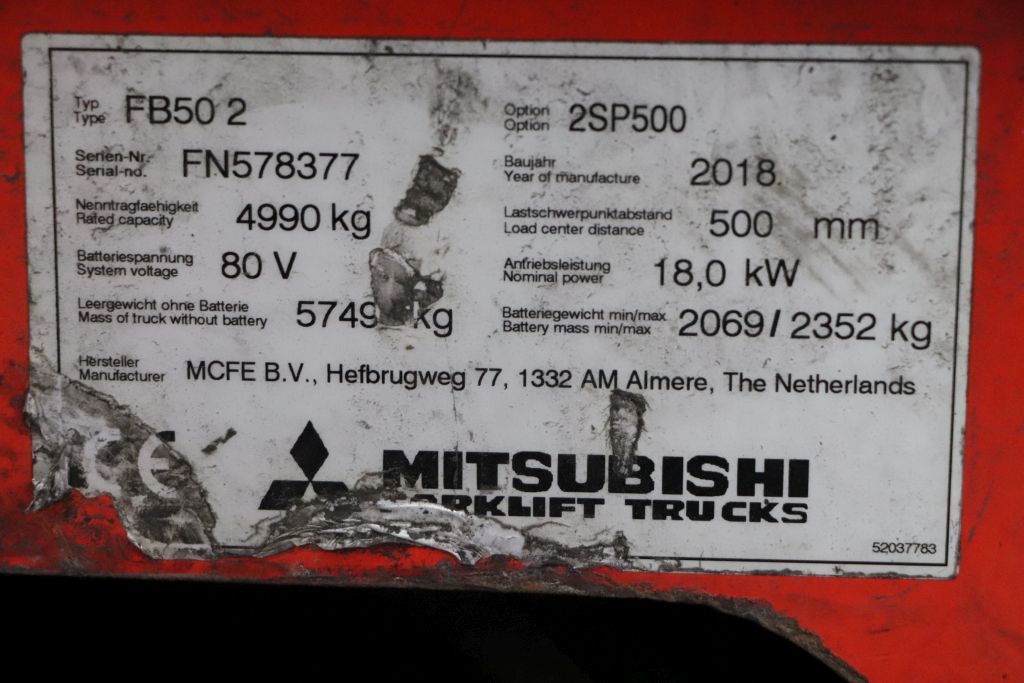 Typ
Type FB50 2
Option
Option 2SP500
Serien-Nr.
Serial-no. FN578377
Baujahr
Year of manufacture 2018
Nenntragfaehigkeit
Rated capacity 4990 kg
Lastschwerpunktabstand
Load center distance 500 mm
Batteriespannung
System voltage 80 V
Antriebsleistung
Nominal power 18,0 kW
Leergewicht ohne Batterie
Mass of truck without battery 5749 kg
Batteriegewicht min/max
Battery mass min/max 2069 / 2352 kg
Hersteller
Manufacturer MCFE B.V., Hefbrugweg 77, 1332 AM Almere, The Netherlands
CE
MITSUBISHI
FORKLIFT TRUCKS
52037783